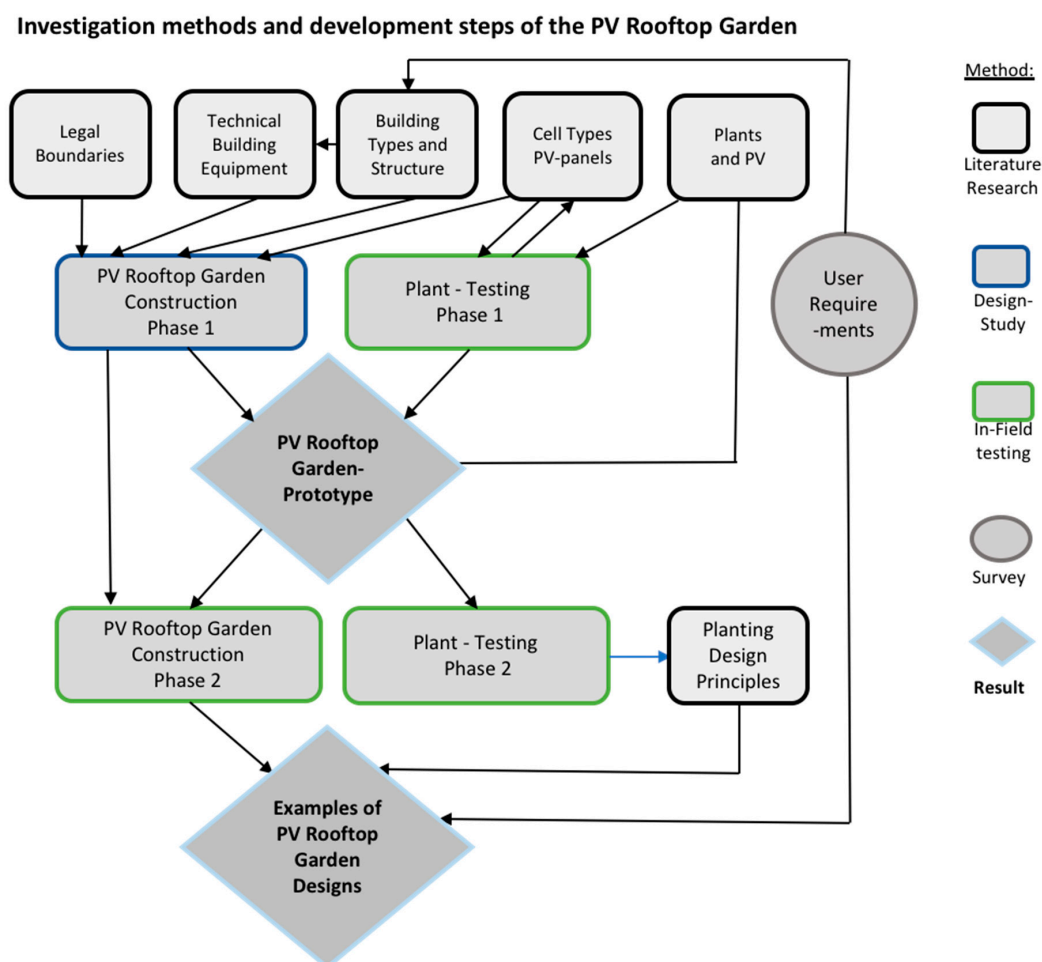 Investigation methods and development steps of the PV Rooftop Garden
Method:
Legal
Boundaries
Technical
Building
Equipment
Building
Types and
Structure
Cell Types
PV-panels
Plants
and PV
Literature
Research
PV Rooftop Garden
Construction
Phase 1
Plant - Testing
Phase 1
User
Require
-ments
Design-
Study
In-Field
testing
PV Rooftop
Garden-
Prototype
Survey
PV Rooftop Garden
Construction
Phase 2
Plant - Testing
Phase 2
Planting
Design
Principles
Result
Examples of
PV Rooftop
Garden
Designs